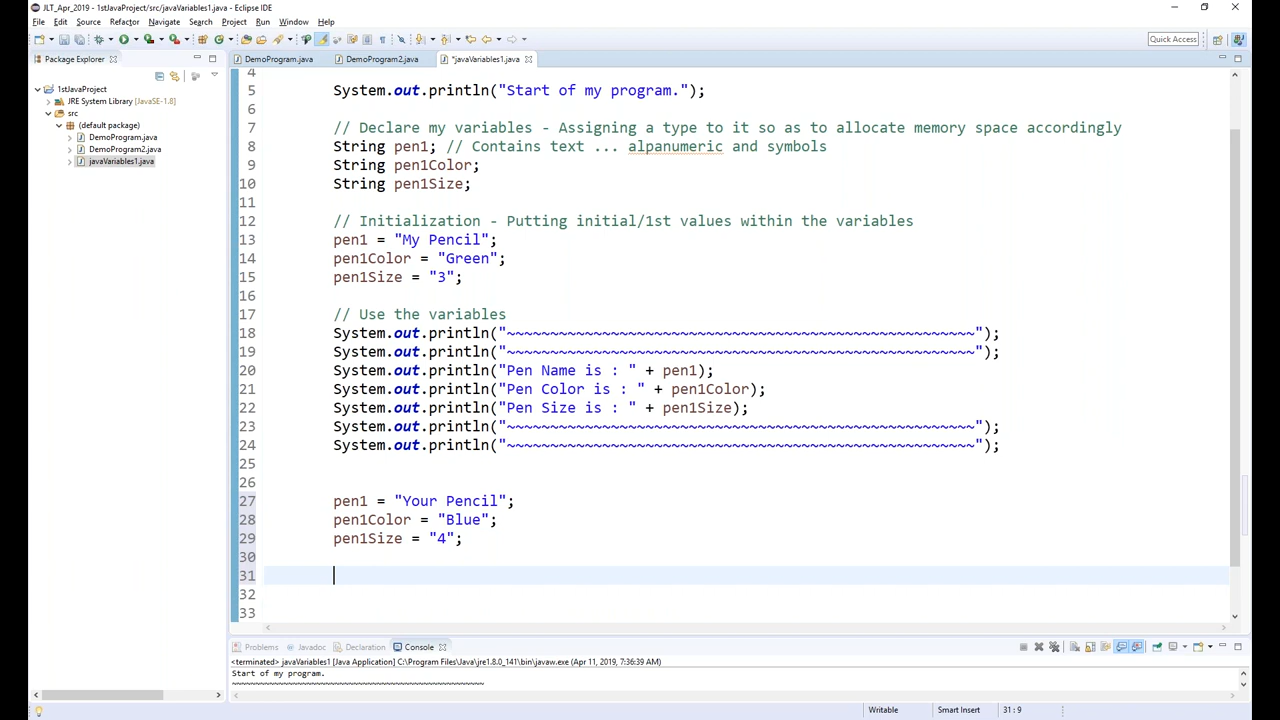 JLT_Apr_2019 - 1stJavaProject/src/javaVariables1.java - Eclipse IDE
File Edit Source Refactor Navigate Search Project Run Window Help
Quick Access
Package Explorer
DemoProgram.java
DemoProgram2.java
*javaVariables1.java
1stJavaProject
JRE System Library [JavaSE-1.8]
src
(default package)
DemoProgram.java
DemoProgram2.java
javaVariables1.java
4
5 System.out.println("Start of my program.");
6
7 // Declare my variables - Assigning a type to it so as to allocate memory space accordingly
8 String pen1; // Contains text ... alpanumeric and symbols
9 String pen1Color;
10 String pen1Size;
11
12 // Initialization - Putting initial/1st values within the variables
13 pen1 = "My Pencil";
14 pen1Color = "Green";
15 pen1Size = "3";
16
17 // Use the variables
18 System.out.println("~~~~~~~~~~~~~~~~~~~~~~~~~~~~~~~~~~~~~~~~~~~~~~~~~~~~~~");
19 System.out.println("~~~~~~~~~~~~~~~~~~~~~~~~~~~~~~~~~~~~~~~~~~~~~~~~~~~~~~");
20 System.out.println("Pen Name is : " + pen1);
21 System.out.println("Pen Color is : " + pen1Color);
22 System.out.println("Pen Size is : " + pen1Size);
23 System.out.println("~~~~~~~~~~~~~~~~~~~~~~~~~~~~~~~~~~~~~~~~~~~~~~~~~~~~~~");
24 System.out.println("~~~~~~~~~~~~~~~~~~~~~~~~~~~~~~~~~~~~~~~~~~~~~~~~~~~~~~");
25
26
27 pen1 = "Your Pencil";
28 pen1Color = "Blue";
29 pen1Size = "4";
30
31
32
33
Problems Javadoc Declaration Console
<terminated> javaVariables1 [Java Application] C:\Program Files\Java\jre1.8.0_141\bin\javaw.exe (Apr 11, 2019, 7:36:39 AM)
Start of my program.
~~~~~~~~~~~~~~~~~~~~~~~~~~~~~~~~~~~~~~~~~~~~~~~~~~~~~~
Writable Smart Insert 31 : 9